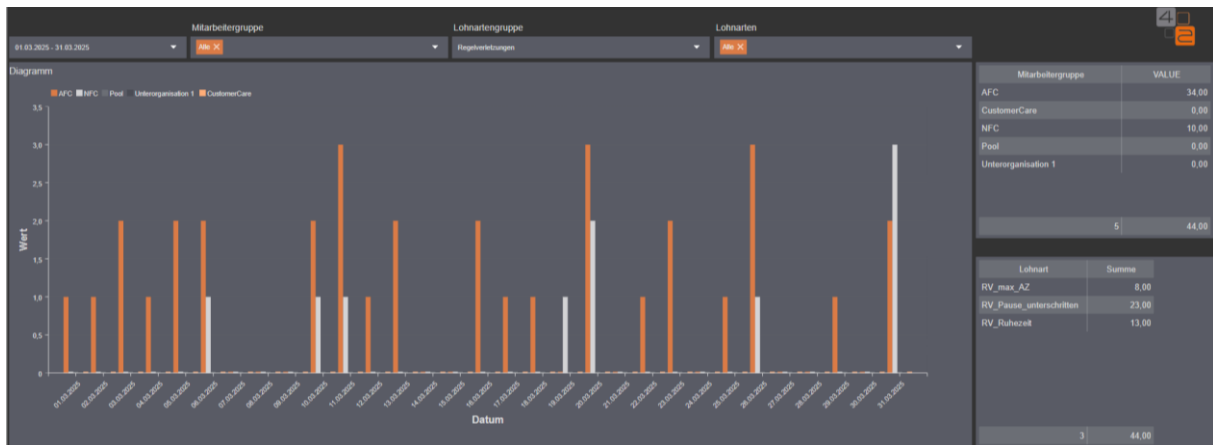 Mitarbeitergruppe
Lohnartengruppe
Lohnarten
42
01.03.2025 - 31.03.2025
Alle ×
Regelverletzungen
Alle ×
Diagramm
AFC NFC Pool Unterorganisation 1 CustomerCare
3,5
3,0
2,5
2,0
1,5
1,0
0,5
0
Wert
01.03.2025
02.03.2025
03.03.2025
04.03.2025
05.03.2025
06.03.2025
07.03.2025
08.03.2025
09.03.2025
10.03.2025
11.03.2025
12.03.2025
13.03.2025
14.03.2025
15.03.2025
16.03.2025
17.03.2025
18.03.2025
19.03.2025
20.03.2025
21.03.2025
22.03.2025
23.03.2025
24.03.2025
25.03.2025
26.03.2025
27.03.2025
28.03.2025
29.03.2025
30.03.2025
31.03.2025
Datum
Mitarbeitergruppe VALUE
AFC 34,00
CustomerCare 0,00
NFC 10,00
Pool 0,00
Unterorganisation 1 0,00
5 44,00
Lohnart Summe
RV_max_AZ 8,00
RV_Pause_unterschritten 23,00
RV_Ruhezeit 13,00
3 44,00